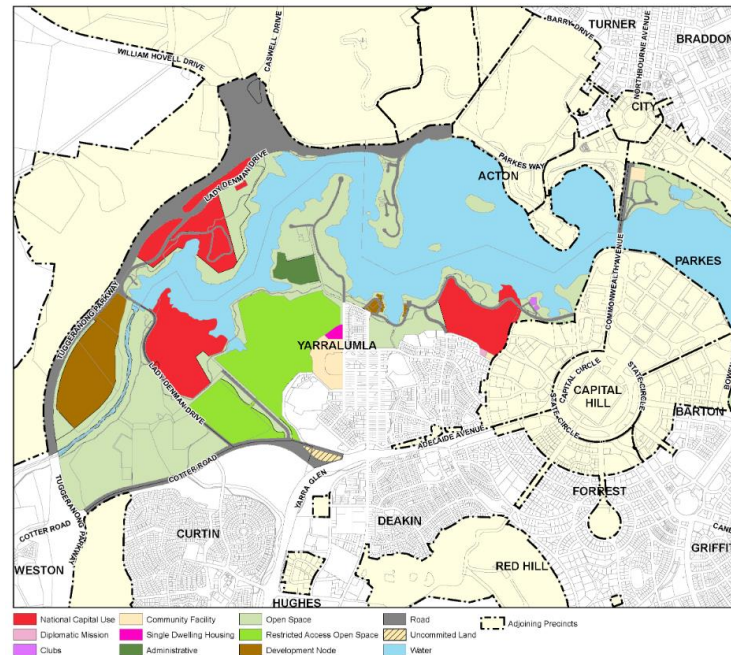 TURNER
BARRY DRIVE
NORTHBOURNE AVENUE
BRADDON
WILLIAM HOVELL DRIVE
CASWELL DRIVE
CITY
PARKES WAY
LADY DENMAN DRIVE
ACTON
COMMONWEALTH AVENUE
PARKES
TUGGERANONG PARKWAY
YARRALUMLA
LADY DENMAN DRIVE
CAPITAL CIRCLE
STATE CIRCLE
CAPITAL
HILL
STATE CIRCLE
BOWE
BARTON
ADELAIDE AVENUE
COTTER ROAD
YARRA GLEN
FORREST
TUGGERANONG PARKWAY
COTTER ROAD
CURTIN
DEAKIN
CANB
GRIFFIT
WESTON
RED HILL
HUGHES
National Capital Use
Community Facility
Open Space
Road
Adjoining Precincts
Diplomatic Mission
Single Dwelling Housing
Restricted Access Open Space
Uncommited Land
Clubs
Administrative
Development Node
Water